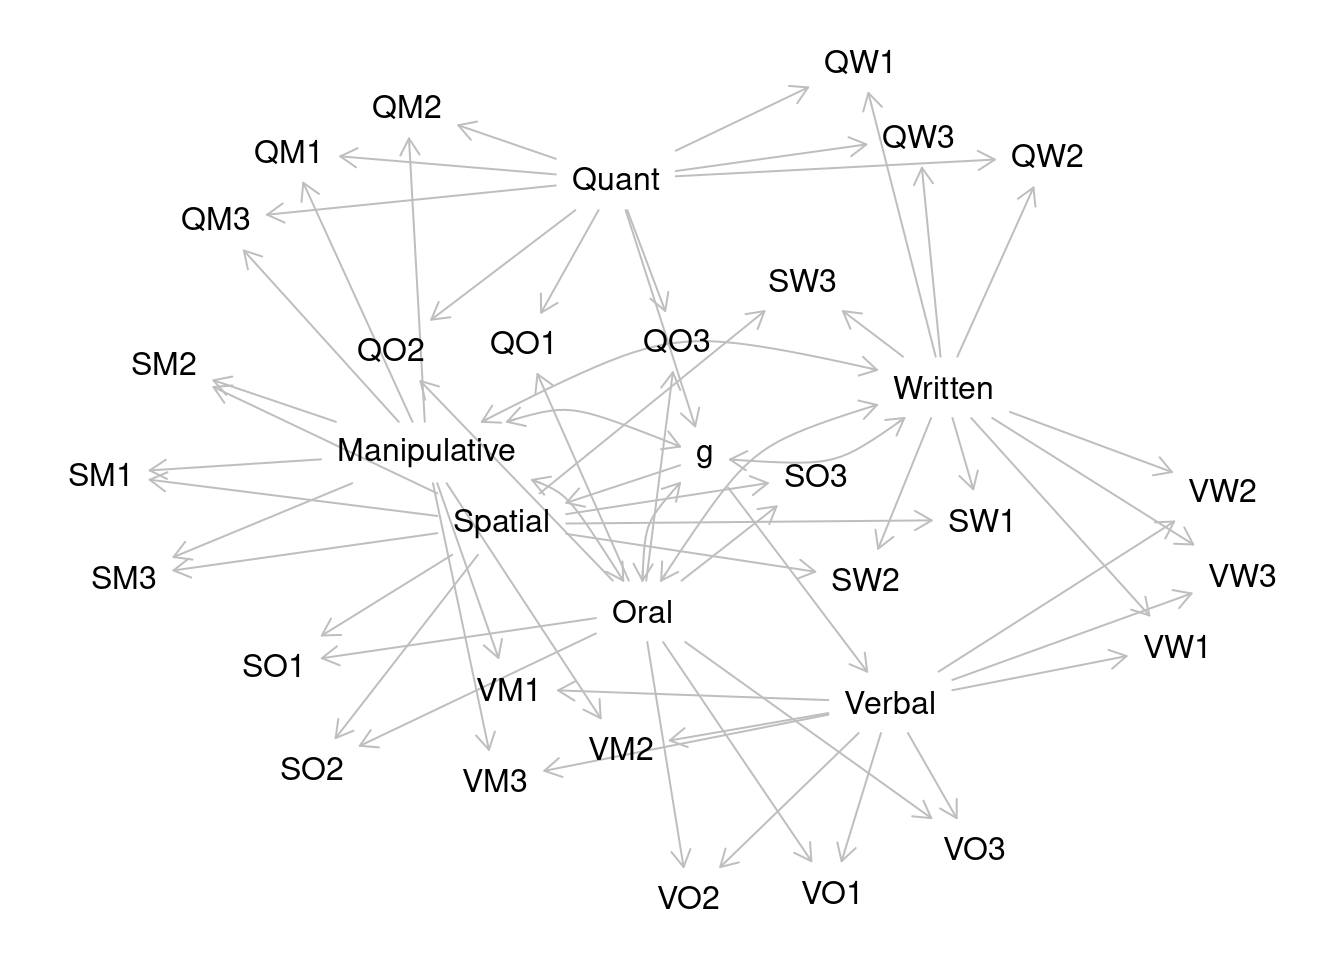 QW1
QM2
QW3
QM1
QW2
Quant
QM3
SW3
QO3
QO1
QO2
SM2
Written
Manipulative
g
SM1
SO3
VW2
Spatial
SW1
SM3
SW2
VW3
Oral
VW1
SO1
VM1
Verbal
VM2
SO2
VM3
VO3
VO1
VO2